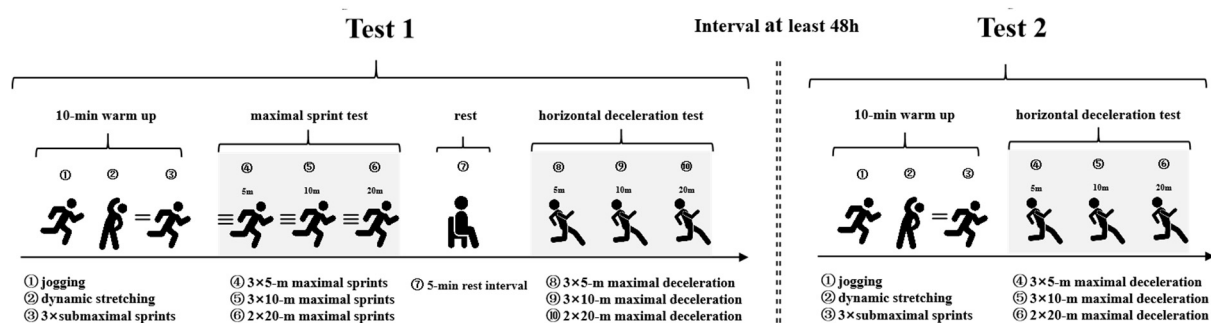 Test 1
Interval at least 48h
Test 2
10-min warm up
maximal sprint test
rest
horizontal deceleration test
10-min warm up
horizontal deceleration test
① ② ③ ④ ⑤ ⑥ ⑦ ⑧ ⑨ ⑩ ① ② ③ ④ ⑤ ⑥
5m 10m 20m 5m 10m 20m 5m 10m 20m
① jogging
② dynamic stretching
③ 3×submaximal sprints
④ 3×5-m maximal sprints
⑤ 3×10-m maximal sprints
⑥ 2×20-m maximal sprints
⑦ 5-min rest interval
⑧ 3×5-m maximal deceleration
⑨ 3×10-m maximal deceleration
⑩ 2×20-m maximal deceleration
① jogging
② dynamic stretching
③ 3×submaximal sprints
④ 3×5-m maximal deceleration
⑤ 3×10-m maximal deceleration
⑥ 2×20-m maximal deceleration